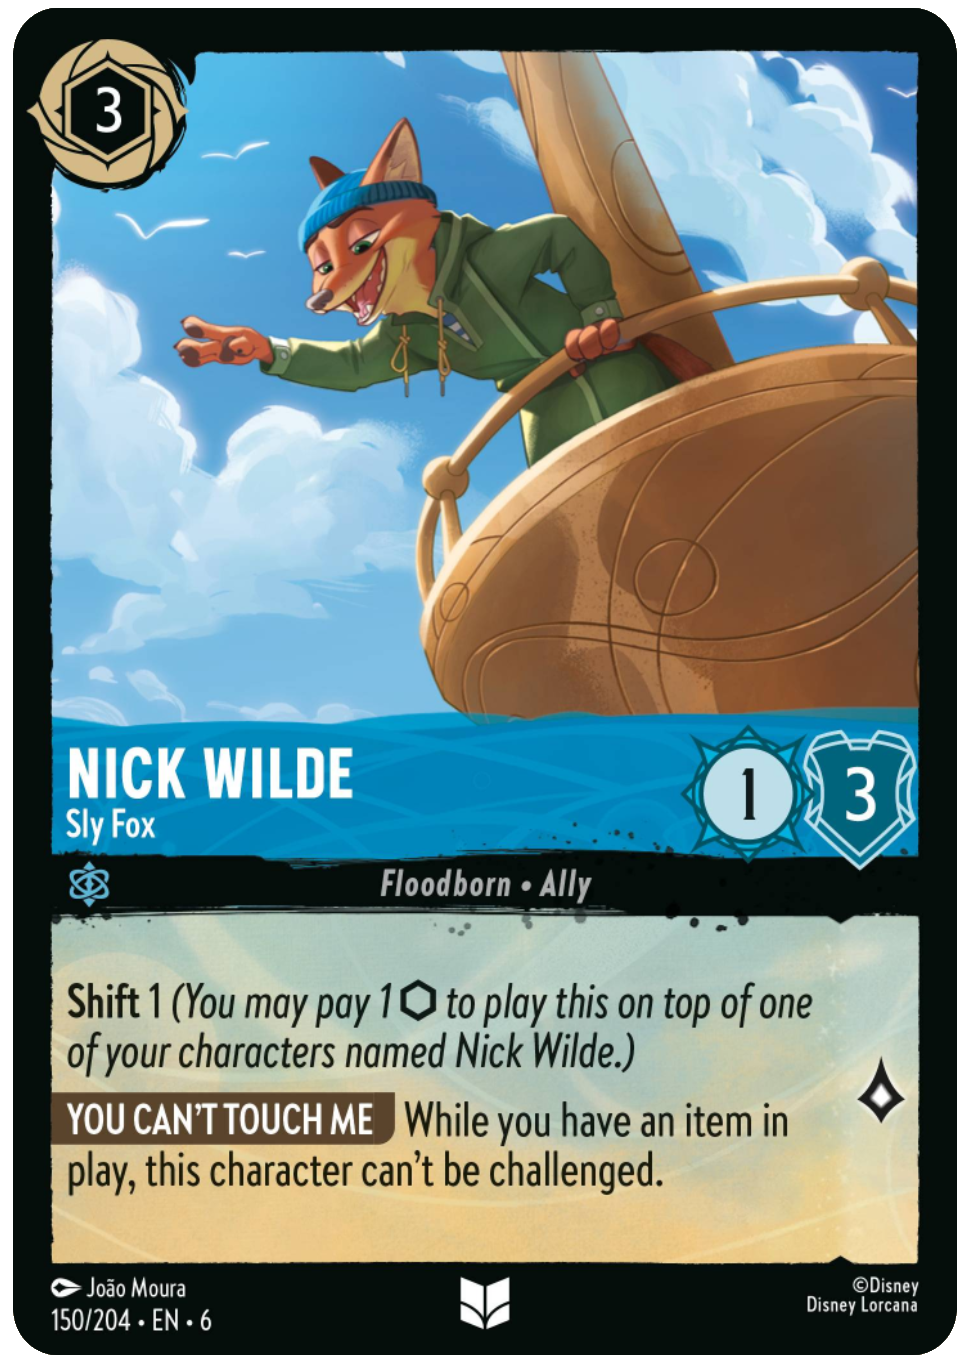 3
NICK WILDE
Sly Fox
1
3
Floodborn • Ally
Shift 1 (You may pay 1 ⬡ to play this on top of one
of your characters named Nick Wilde.)
YOU CAN'T TOUCH ME While you have an item in
play, this character can't be challenged.
João Moura
150/204 • EN • 6
©Disney
Disney Lorcana